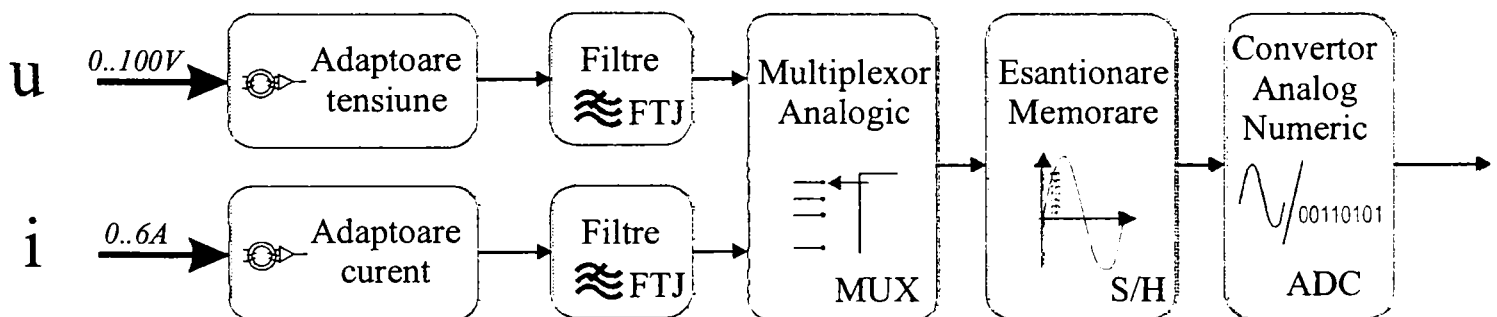 u
0..100V
Adaptoare
tensiune
Filtre
FTJ
i
0..6A
Adaptoare
curent
Filtre
FTJ
Multiplexor
Analogic
MUX
Esantionare
Memorare
S/H
Convertor
Analog
Numeric
00110101
ADC